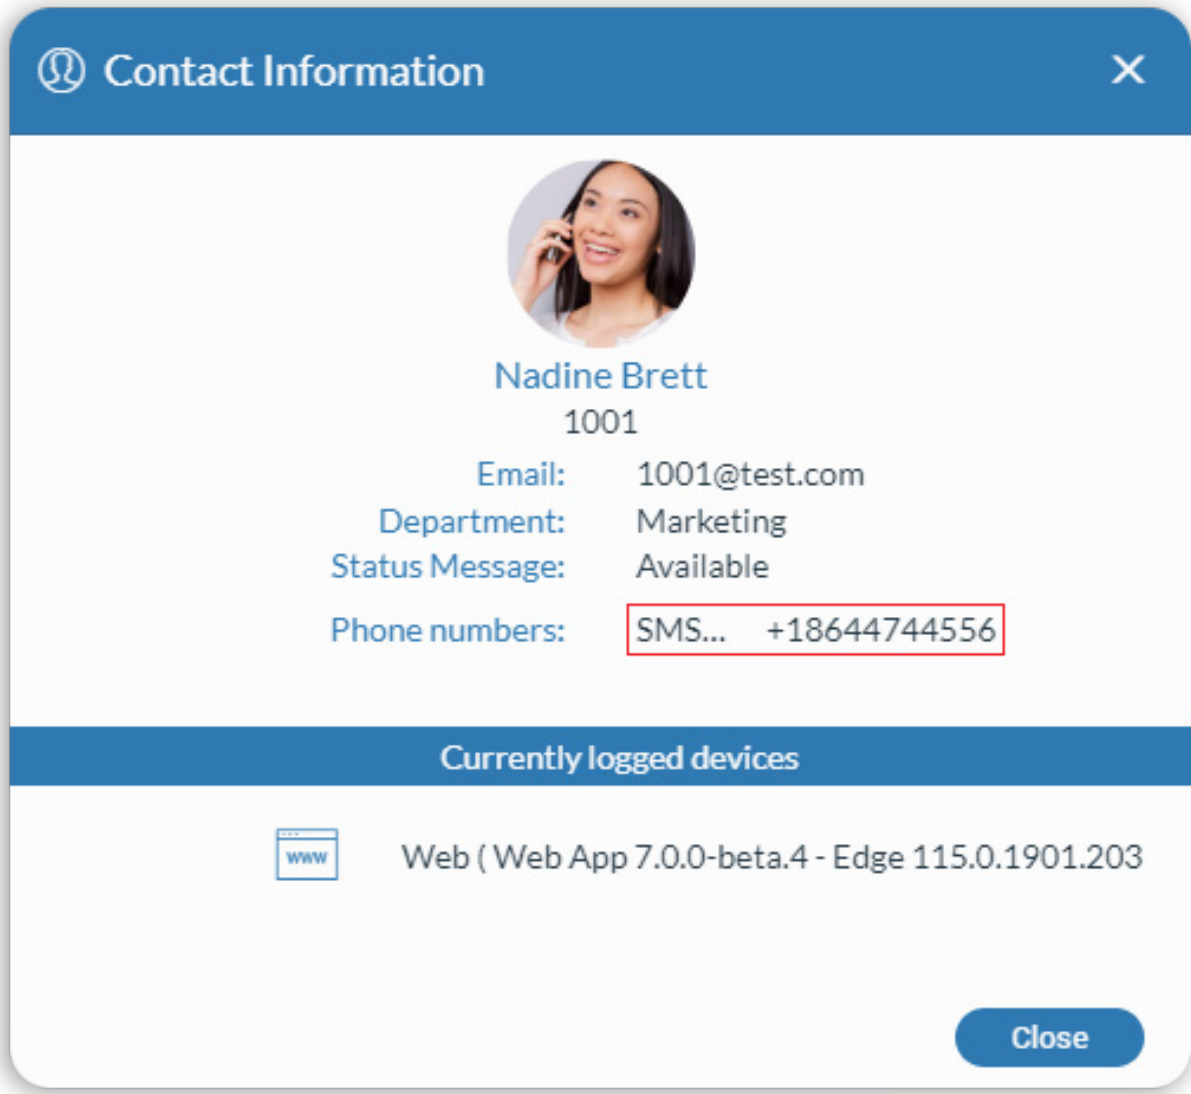 Contact Information
Nadine Brett
1001
Email: 1001@test.com
Department: Marketing
Status Message: Available
Phone numbers: SMS... +18644744556
Currently logged devices
www Web ( Web App 7.0.0-beta.4 - Edge 115.0.1901.203
Close